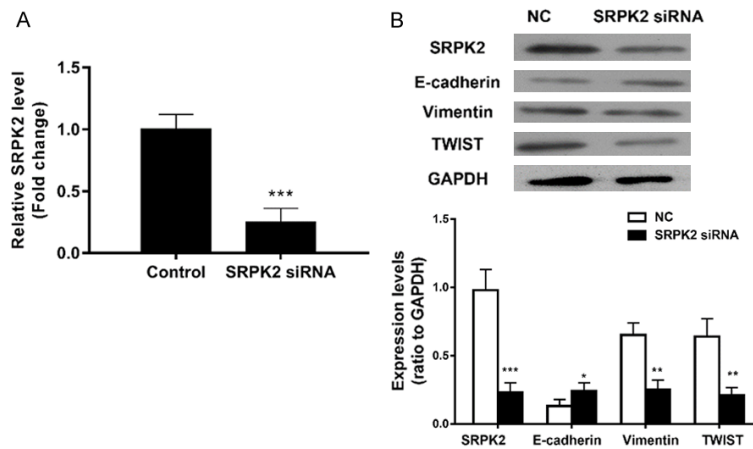 A
Relative SRPK2 level
(Fold change)
1.5
1.0
0.5
0.0
***
Control
SRPK2 siRNA
B
NC
SRPK2 siRNA
SRPK2
E-cadherin
Vimentin
TWIST
GAPDH
Expression levels
(ratio to GAPDH)
1.5
1.0
0.5
0.0
NC
SRPK2 siRNA
***
*
**
**
SRPK2
E-cadherin
Vimentin
TWIST